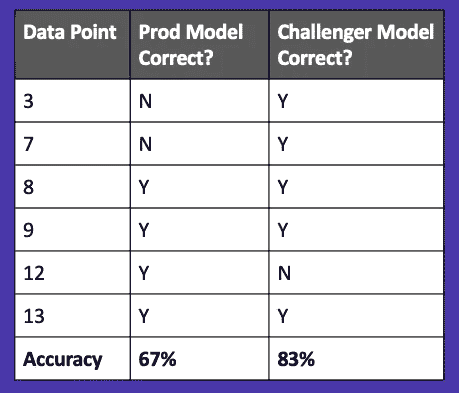 Data Point Prod Model Challenger Model
Correct? Correct?
3 N Y
7 N Y
8 Y Y
9 Y Y
12 Y N
13 Y Y
Accuracy 67% 83%